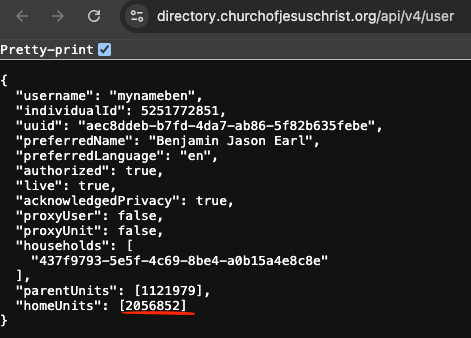 directory.churchofjesuschrist.org/api/v4/user
Pretty-print
{
"username": "mynameben",
"individualId": 5251772851,
"uuid": "aec8ddeb-b7fd-4da7-ab86-5f82b635febe",
"preferredName": "Benjamin Jason Earl",
"preferredLanguage": "en",
"authorized": true,
"live": true,
"acknowledgedPrivacy": true,
"proxyUser": false,
"proxyUnit": false,
"households": [
"437f9793-5e5f-4c69-8be4-a0b15a4e8c8e"
],
"parentUnits": [1121979],
"homeUnits": [2056852]
}